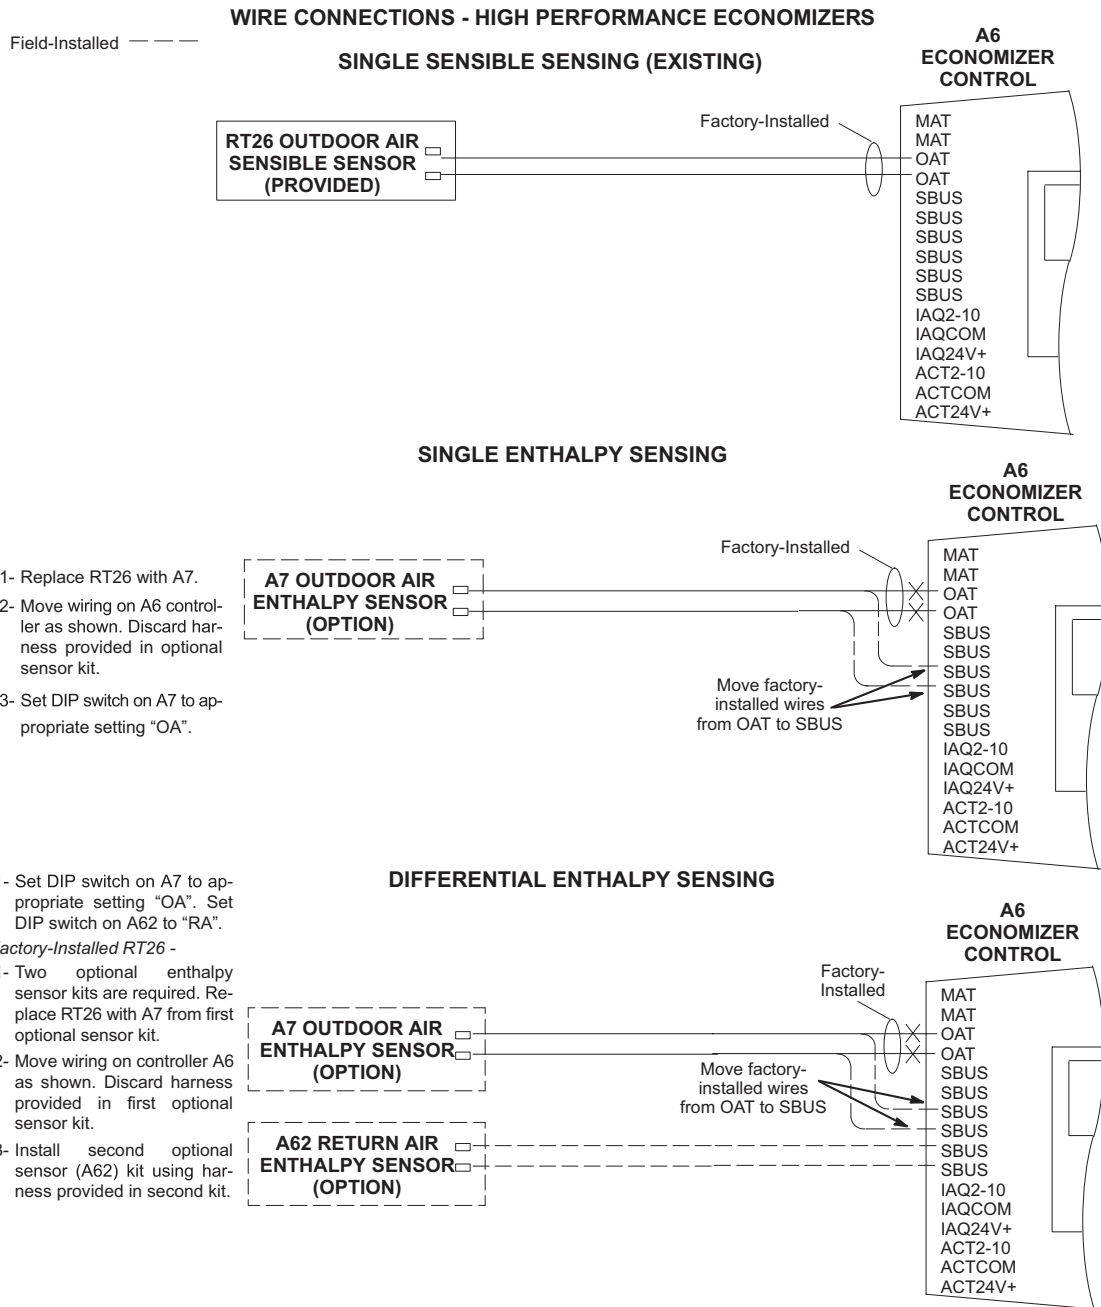 WIRE CONNECTIONS - HIGH PERFORMANCE ECONOMIZERS
Field-Installed
SINGLE SENSIBLE SENSING (EXISTING)
A6
ECONOMIZER
CONTROL
Factory-Installed
RT26 OUTDOOR AIR
SENSIBLE SENSOR
(PROVIDED)
MAT
MAT
OAT
OAT
SBUS
SBUS
SBUS
SBUS
SBUS
SBUS
IAQ2-10
IAQCOM
IAQ24V+
ACT2-10
ACTCOM
ACT24V+
SINGLE ENTHALPY SENSING
A6
ECONOMIZER
CONTROL
1- Replace RT26 with A7.
2- Move wiring on A6 control-
ler as shown. Discard har-
ness provided in optional
sensor kit.
3- Set DIP switch on A7 to ap-
propriate setting “OA”.
A7 OUTDOOR AIR
ENTHALPY SENSOR
(OPTION)
Factory-Installed
Move factory-
installed wires
from OAT to SBUS
MAT
MAT
OAT
OAT
SBUS
SBUS
SBUS
SBUS
SBUS
SBUS
IAQ2-10
IAQCOM
IAQ24V+
ACT2-10
ACTCOM
ACT24V+
DIFFERENTIAL ENTHALPY SENSING
A6
ECONOMIZER
CONTROL
- Set DIP switch on A7 to ap-
propriate setting “OA”. Set
DIP switch on A62 to “RA”.
actory-Installed RT26 -
- Two optional enthalpy
sensor kits are required. Re-
place RT26 with A7 from first
optional sensor kit.
2- Move wiring on controller A6
as shown. Discard harness
provided in first optional
sensor kit.
3- Install second optional
sensor (A62) kit using har-
ness provided in second kit.
A7 OUTDOOR AIR
ENTHALPY SENSOR
(OPTION)
A62 RETURN AIR
ENTHALPY SENSOR
(OPTION)
Factory-
Installed
Move factory-
installed wires
from OAT to SBUS
MAT
MAT
OAT
OAT
SBUS
SBUS
SBUS
SBUS
SBUS
SBUS
IAQ2-10
IAQCOM
IAQ24V+
ACT2-10
ACTCOM
ACT24V+